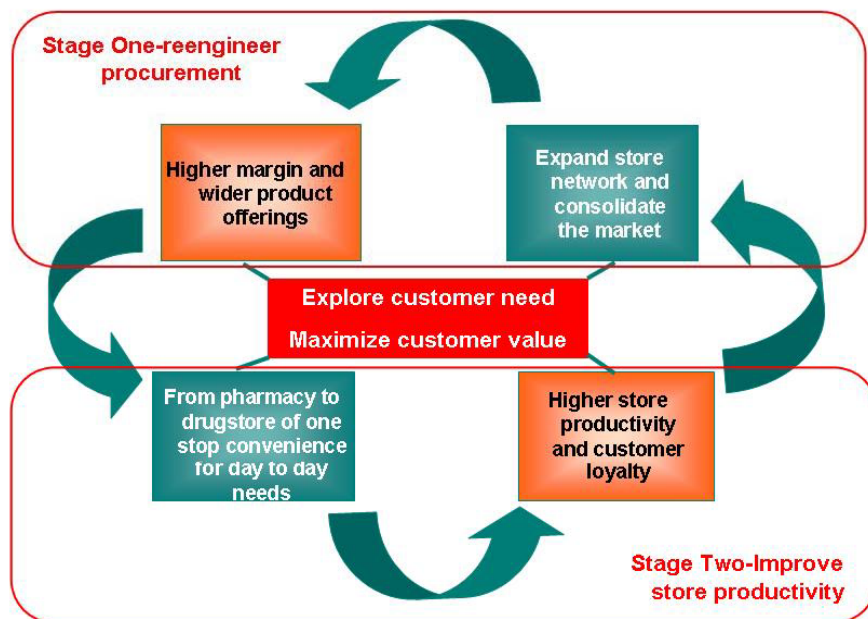 Stage One-reengineer
procurement
Higher margin and
wider product
offerings
Expand store
network and
consolidate
the market
Explore customer need
Maximize customer value
From pharmacy to
drugstore of one
stop convenience
for day to day
needs
Higher store
productivity
and customer
loyalty
Stage Two-Improve
store productivity